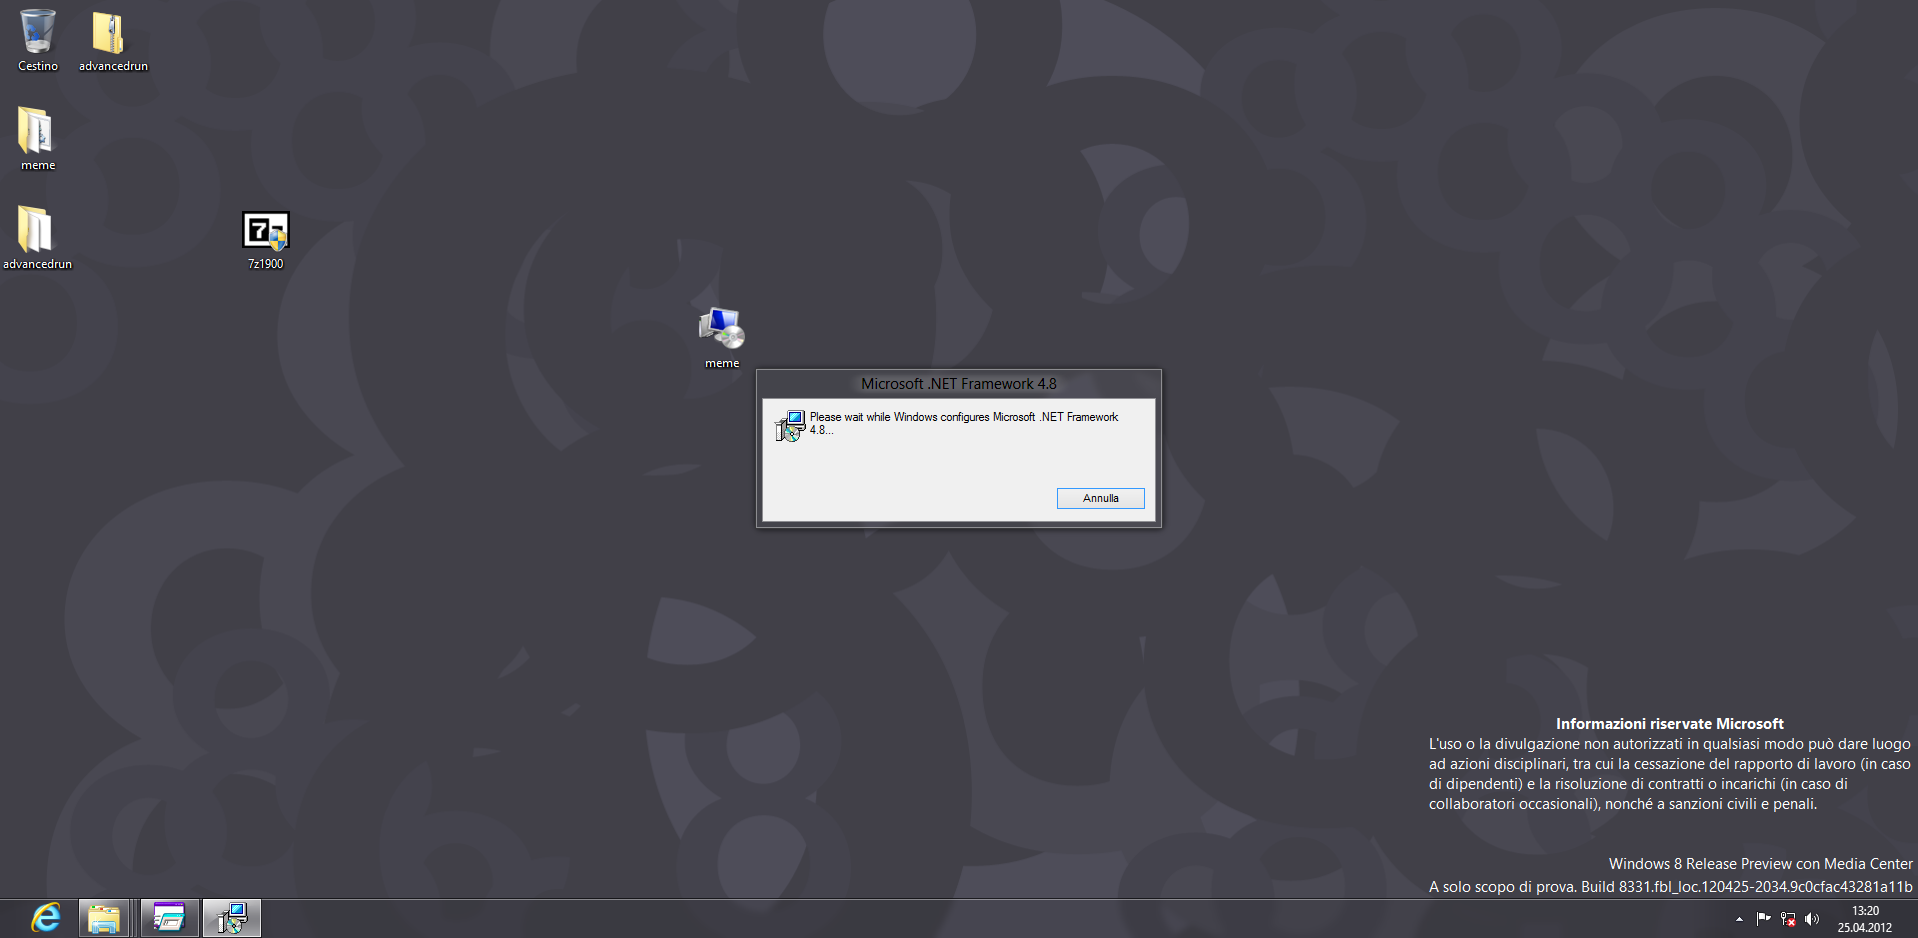 Cestino
advancedrun
meme
advancedrun
7z1900
meme
Microsoft .NET Framework 4.8
Please wait while Windows configures Microsoft .NET Framework
4.8...
Annulla
Informazioni riservate Microsoft
L'uso o la divulgazione non autorizzati in qualsiasi modo può dare luogo
ad azioni disciplinari, tra cui la cessazione del rapporto di lavoro (in caso
di dipendenti) e la risoluzione di contratti o incarichi (in caso di
collaboratori occasionali), nonché a sanzioni civili e penali.
Windows 8 Release Preview con Media Center
A solo scopo di prova. Build 8331.fbl_loc.120425-2034.9c0cfac43281a11b
13:20
25.04.2012